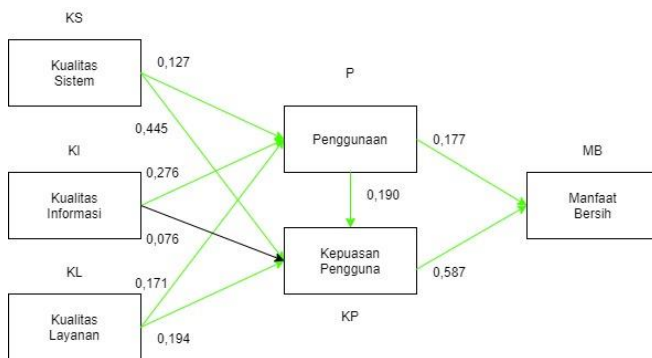 KS
Kualitas
Sistem
0,127
0,445
KI
Kualitas
Informasi
0,276
0,076
KL
Kualitas
Layanan
0,171
0,194
P
Penggunaan
0,177
0,190
Kepuasan
Pengguna
KP
0,587
MB
Manfaat
Bersih